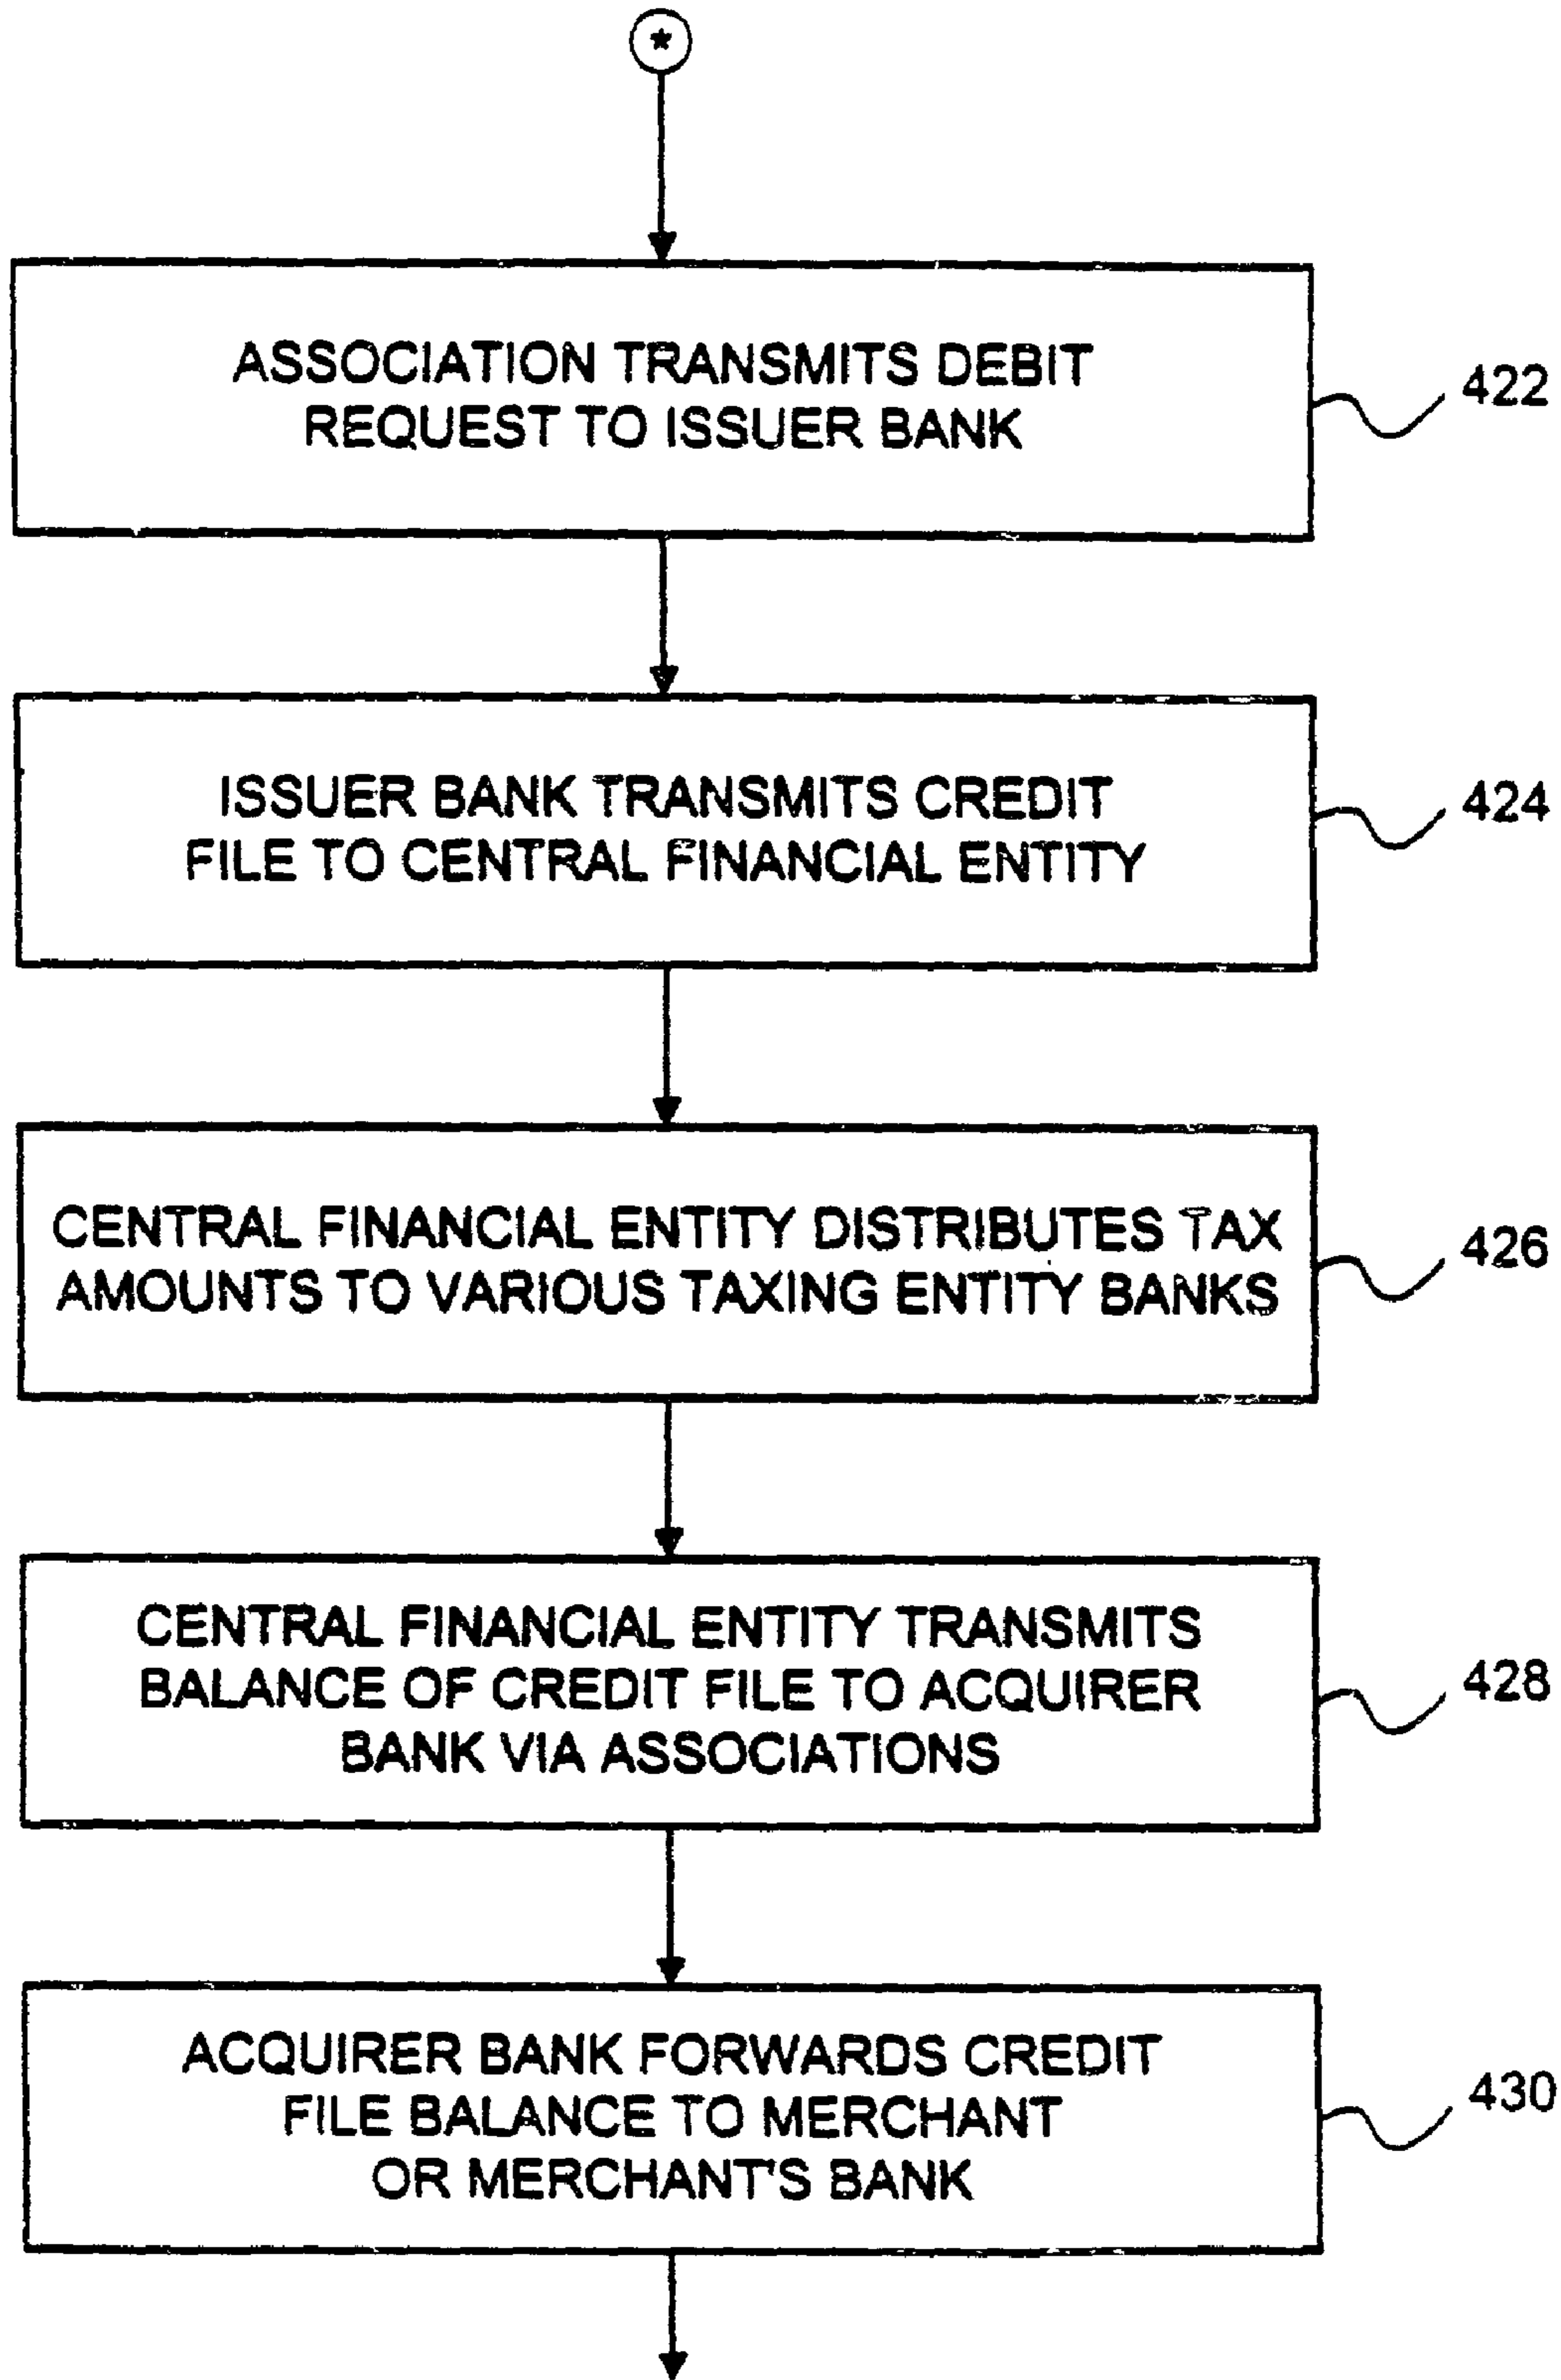 *
ASSOCIATION TRANSMITS DEBIT
REQUEST TO ISSUER BANK
422
ISSUER BANK TRANSMITS CREDIT
FILE TO CENTRAL FINANCIAL ENTITY
424
CENTRAL FINANCIAL ENTITY DISTRIBUTES TAX
AMOUNTS TO VARIOUS TAXING ENTITY BANKS
426
CENTRAL FINANCIAL ENTITY TRANSMITS
BALANCE OF CREDIT FILE TO ACQUIRER
BANK VIA ASSOCIATIONS
428
ACQUIRER BANK FORWARDS CREDIT
FILE BALANCE TO MERCHANT
OR MERCHANT'S BANK
430